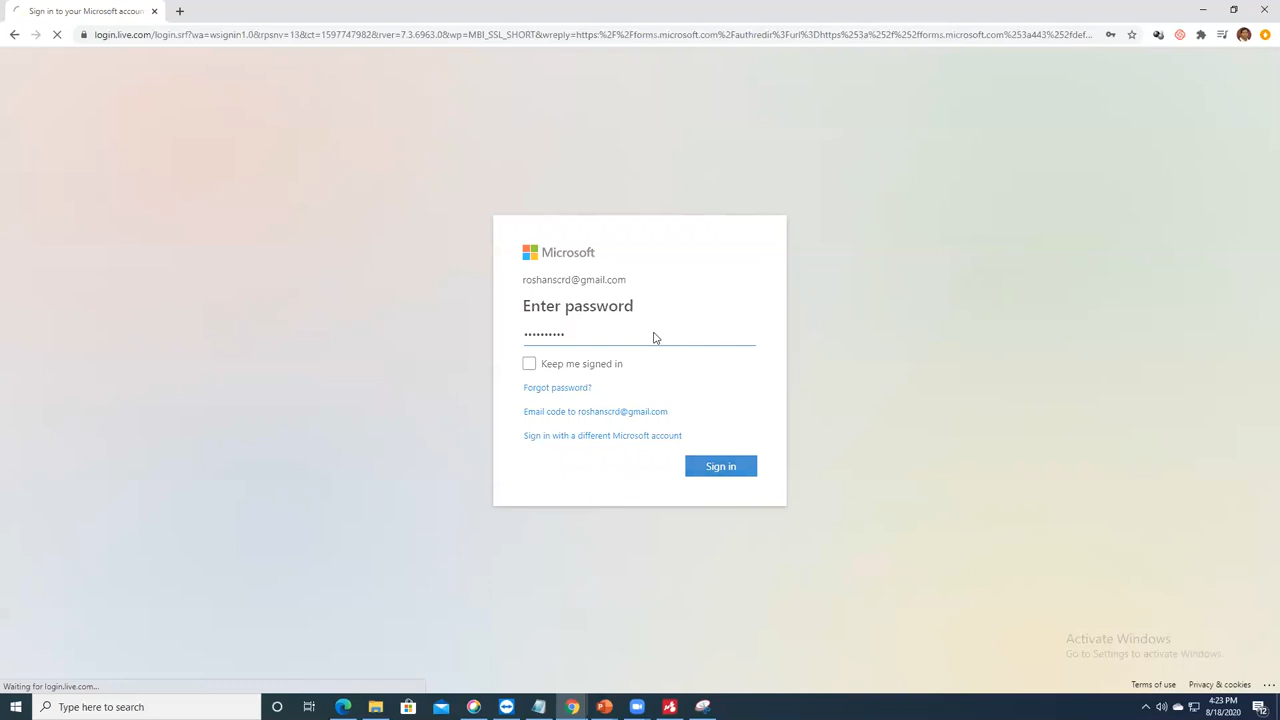 Sign in to your Microsoft accoun
login.live.com/login.srf?wa=wsignin1.0&rpsnv=13&ct=1597747982&rver=7.3.6963.0&wp=MBI_SSL_SHORT&wreply=https:%2F%2Fforms.microsoft.com%2Fauthredir%3Furl%3Dhttps%253a%252f%252fforms.microsoft.com%253a443%252fdef...
Microsoft
roshanscrd@gmail.com
Enter password
••••••••••
Keep me signed in
Forgot password?
Email code to roshanscrd@gmail.com
Sign in with a different Microsoft account
Sign in
Activate Windows
Go to Settings to activate Windows.
Waiting for login.live.com...
Terms of use
Privacy & cookies
...
Type here to search
4:23 PM
8/18/2020
12